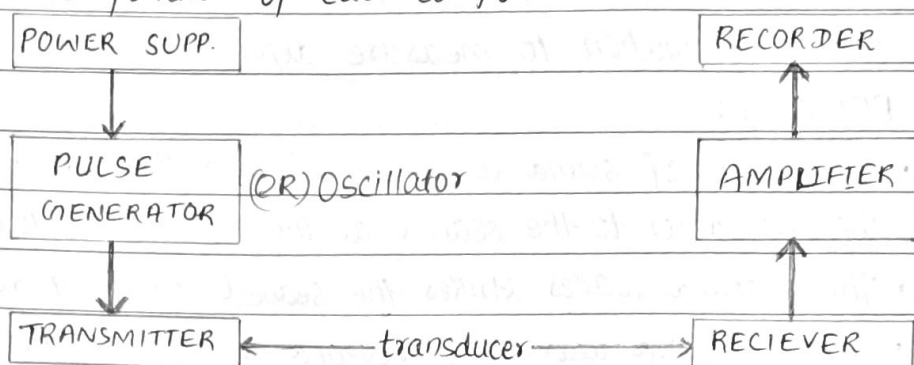 POWER SUPP.
RECORDER
PULSE
GENERATOR
(OR) Oscillator
AMPLIFIER
TRANSMITTER
transducer
RECIEVER